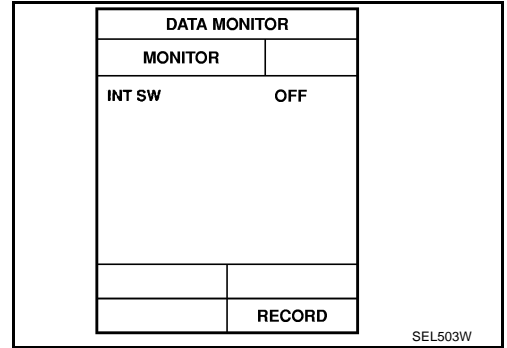 DATA MONITOR
MONITOR
INT SW OFF
RECORD
SEL503W